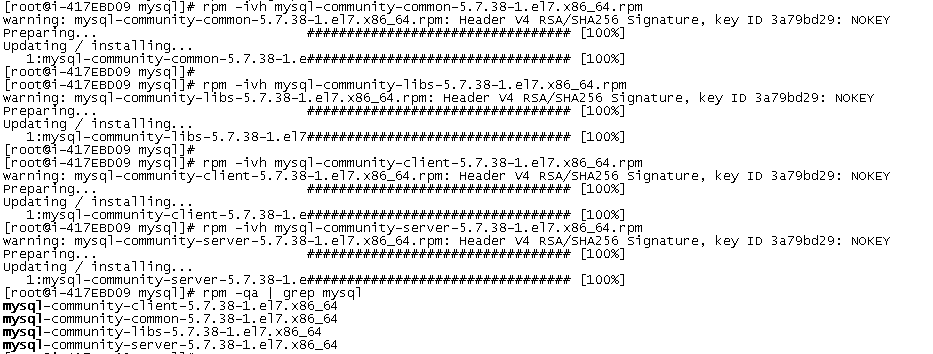 [root@i-417EBD09 mysql]# rpm -ivh mysql-community-common-5.7.38-1.el7.x86_64.rpm
warning: mysql-community-common-5.7.38-1.el7.x86_64.rpm: Header V4 RSA/SHA256 Signature, key ID 3a79bd29: NOKEY
Preparing...                          ################################# [100%]
Updating / installing...
   1:mysql-community-common-5.7.38-1.e################################# [100%]
[root@i-417EBD09 mysql]#
[root@i-417EBD09 mysql]# rpm -ivh mysql-community-libs-5.7.38-1.el7.x86_64.rpm
warning: mysql-community-libs-5.7.38-1.el7.x86_64.rpm: Header V4 RSA/SHA256 Signature, key ID 3a79bd29: NOKEY
Preparing...                          ################################# [100%]
Updating / installing...
   1:mysql-community-libs-5.7.38-1.el7################################# [100%]
[root@i-417EBD09 mysql]#
[root@i-417EBD09 mysql]# rpm -ivh mysql-community-client-5.7.38-1.el7.x86_64.rpm
warning: mysql-community-client-5.7.38-1.el7.x86_64.rpm: Header V4 RSA/SHA256 Signature, key ID 3a79bd29: NOKEY
Preparing...                          ################################# [100%]
Updating / installing...
   1:mysql-community-client-5.7.38-1.e################################# [100%]
[root@i-417EBD09 mysql]# rpm -ivh mysql-community-server-5.7.38-1.el7.x86_64.rpm
warning: mysql-community-server-5.7.38-1.el7.x86_64.rpm: Header V4 RSA/SHA256 Signature, key ID 3a79bd29: NOKEY
Preparing...                          ################################# [100%]
Updating / installing...
   1:mysql-community-server-5.7.38-1.e################################# [100%]
[root@i-417EBD09 mysql]# rpm -qa | grep mysql
mysql-community-client-5.7.38-1.el7.x86_64
mysql-community-common-5.7.38-1.el7.x86_64
mysql-community-libs-5.7.38-1.el7.x86_64
mysql-community-server-5.7.38-1.el7.x86_64